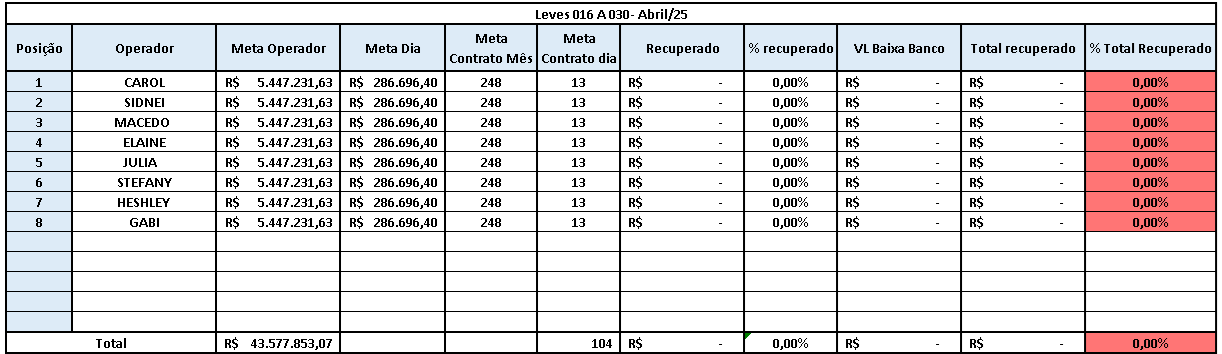 Leves 016 A 030- Abril/25
Posição Operador Meta Operador Meta Dia Meta Contrato Mês Meta Contrato dia Recuperado % recuperado VL Baixa Banco Total recuperado % Total Recuperado
1 CAROL R$ 5.447.231,63 R$ 286.696,40 248 13 R$ - 0,00% R$ - R$ - 0,00%
2 SIDNEI R$ 5.447.231,63 R$ 286.696,40 248 13 R$ - 0,00% R$ - R$ - 0,00%
3 MACEDO R$ 5.447.231,63 R$ 286.696,40 248 13 R$ - 0,00% R$ - R$ - 0,00%
4 ELAINE R$ 5.447.231,63 R$ 286.696,40 248 13 R$ - 0,00% R$ - R$ - 0,00%
5 JULIA R$ 5.447.231,63 R$ 286.696,40 248 13 R$ - 0,00% R$ - R$ - 0,00%
6 STEFANY R$ 5.447.231,63 R$ 286.696,40 248 13 R$ - 0,00% R$ - R$ - 0,00%
7 HESHLEY R$ 5.447.231,63 R$ 286.696,40 248 13 R$ - 0,00% R$ - R$ - 0,00%
8 GABI R$ 5.447.231,63 R$ 286.696,40 248 13 R$ - 0,00% R$ - R$ - 0,00%
Total R$ 43.577.853,07 104 R$ - 0,00% R$ - R$ - 0,00%